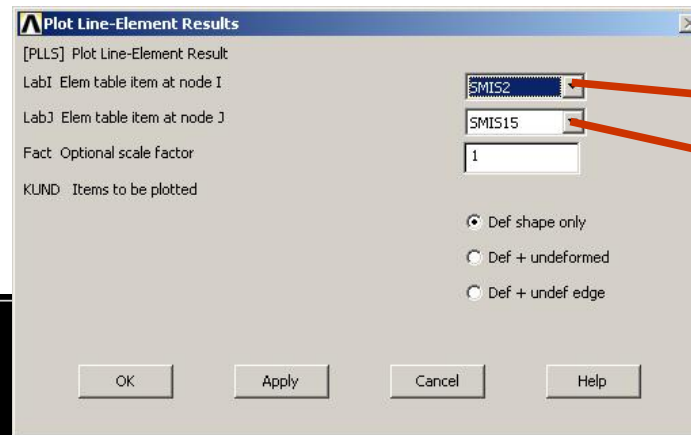 Plot Line-Element Results
[PLLS] Plot Line-Element Result
LabI Elem table item at node I
SMIS2
LabJ Elem table item at node J
SMIS15
Fact Optional scale factor
1
KUND Items to be plotted
Def shape only
Def + undeformed
Def + undef edge
OK Apply Cancel Help